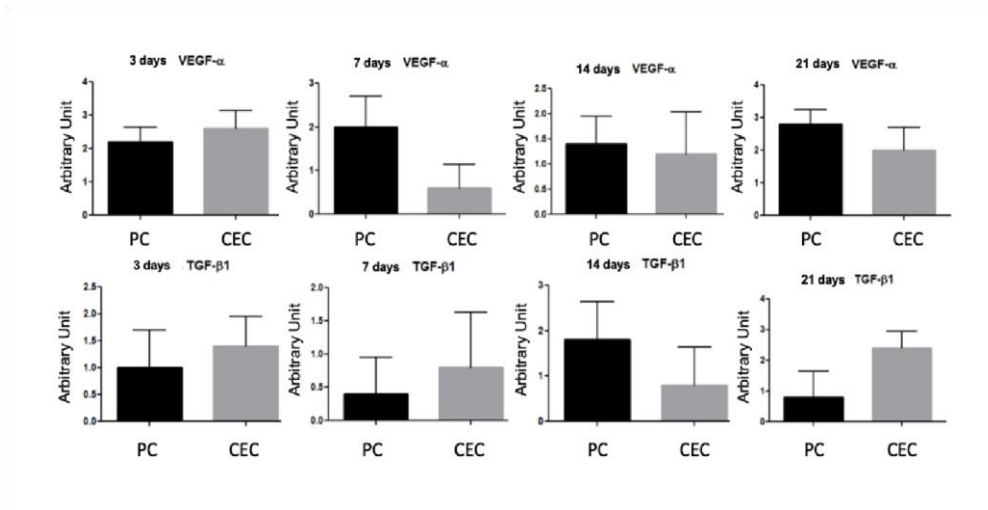 3 days VEGF-α
Arbitrary Unit
4
3
2
1
0
PC CEC
7 days VEGF-α
Arbitrary Unit
3
2
1
0
PC CEC
14 days VEGF-α
Arbitrary Unit
2.5
2.0
1.5
1.0
0.5
0.0
PC CEC
21 days VEGF-α
Arbitrary Unit
4
3
2
1
0
PC CEC
3 days TGF-β1
Arbitrary Unit
2.5
2.0
1.5
1.0
0.5
0.0
PC CEC
7 days TGF-β1
Arbitrary Unit
2.0
1.5
1.0
0.5
0.0
PC CEC
14 days TGF-β1
Arbitrary Unit
3
2
1
0
PC CEC
21 days TGF-β1
Arbitrary Unit
4
3
2
1
0
PC CEC